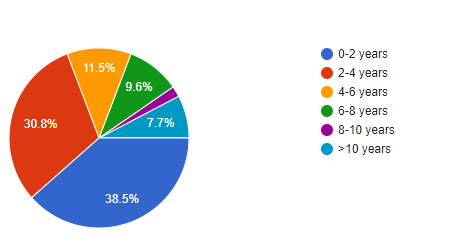 11.5%
9.6%
30.8%
7.7%
38.5%
0-2 years
2-4 years
4-6 years
6-8 years
8-10 years
>10 years